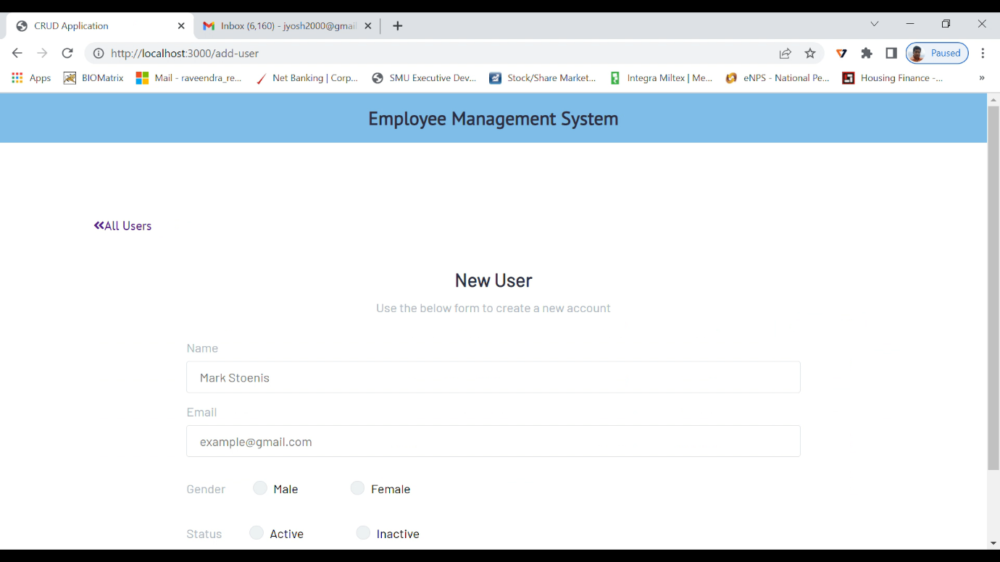 CRUD Application
Inbox (6,160) - jyosh2000@gmail
http://localhost:3000/add-user
Paused
Apps
BIOMatrix
Mail - raveendra_re...
Net Banking | Corp...
SMU Executive Dev...
Stock/Share Market...
Integra Miltex | Me...
eNPS - National Pe...
Housing Finance -...
»
Employee Management System
All Users
New User
Use the below form to create a new account
Name
Mark Stoenis
Email
example@gmail.com
Gender Male Female
Status Active Inactive